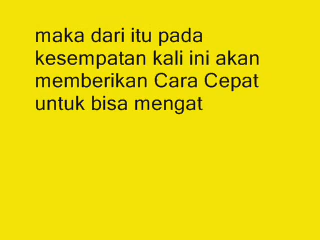 maka dari itu pada
kesempatan kali ini akan
memberikan Cara Cepat
untuk bisa mengat